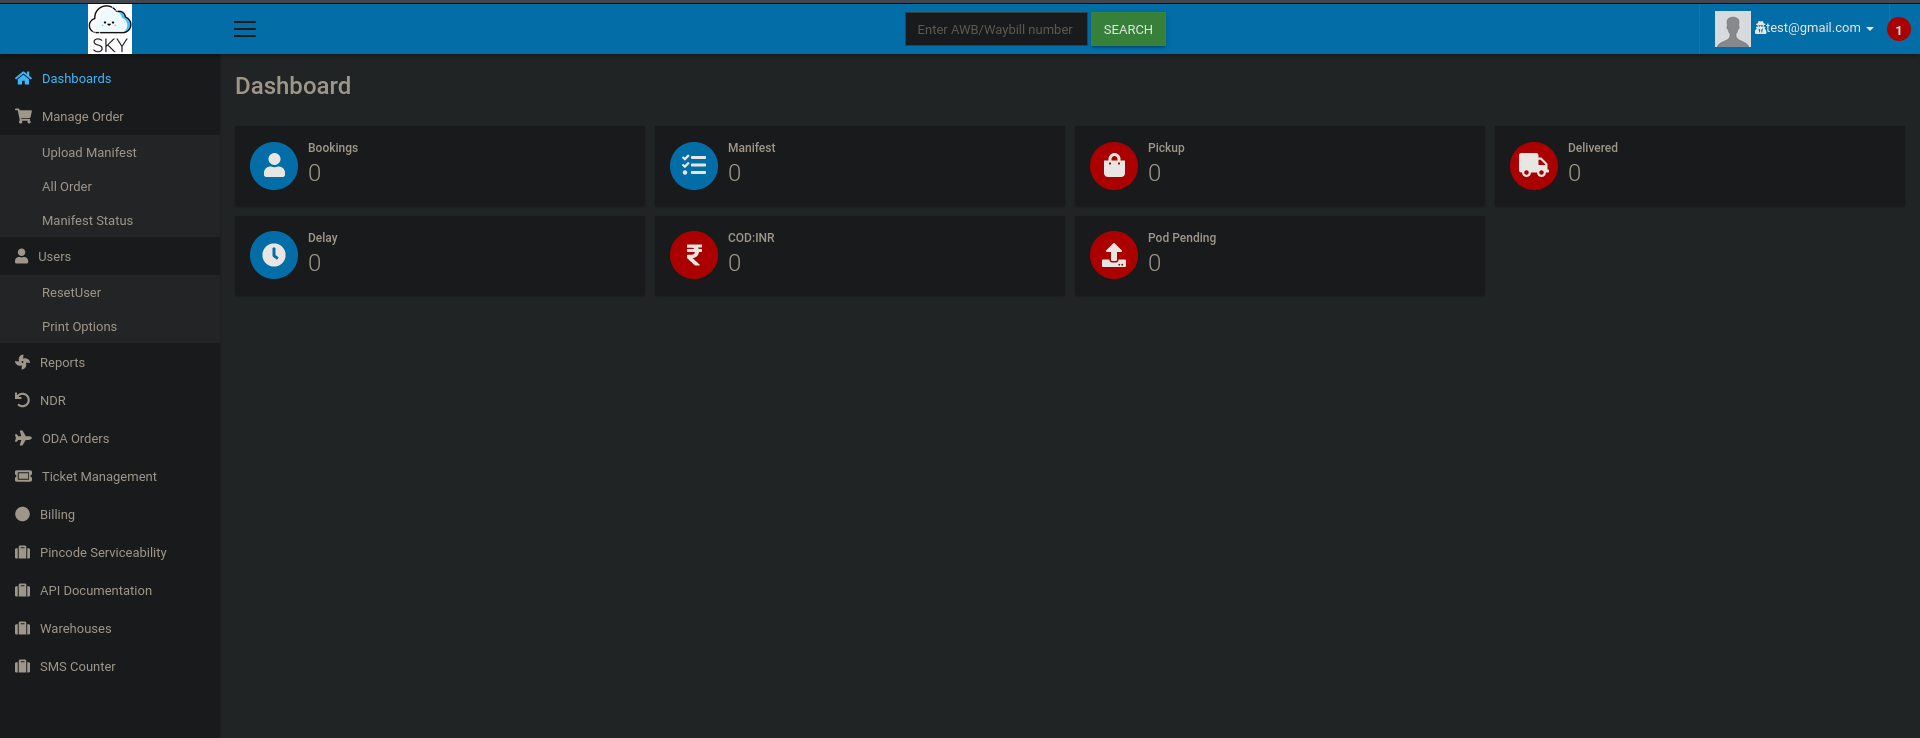 SKY
Enter AWB/Waybill number
SEARCH
test@gmail.com
1
Dashboards
Manage Order
Upload Manifest
All Order
Manifest Status
Users
ResetUser
Print Options
Reports
NDR
ODA Orders
Ticket Management
Billing
Pincode Serviceability
API Documentation
Warehouses
SMS Counter
Dashboard
Bookings
0
Manifest
0
Pickup
0
Delivered
0
Delay
0
COD:INR
0
Pod Pending
0